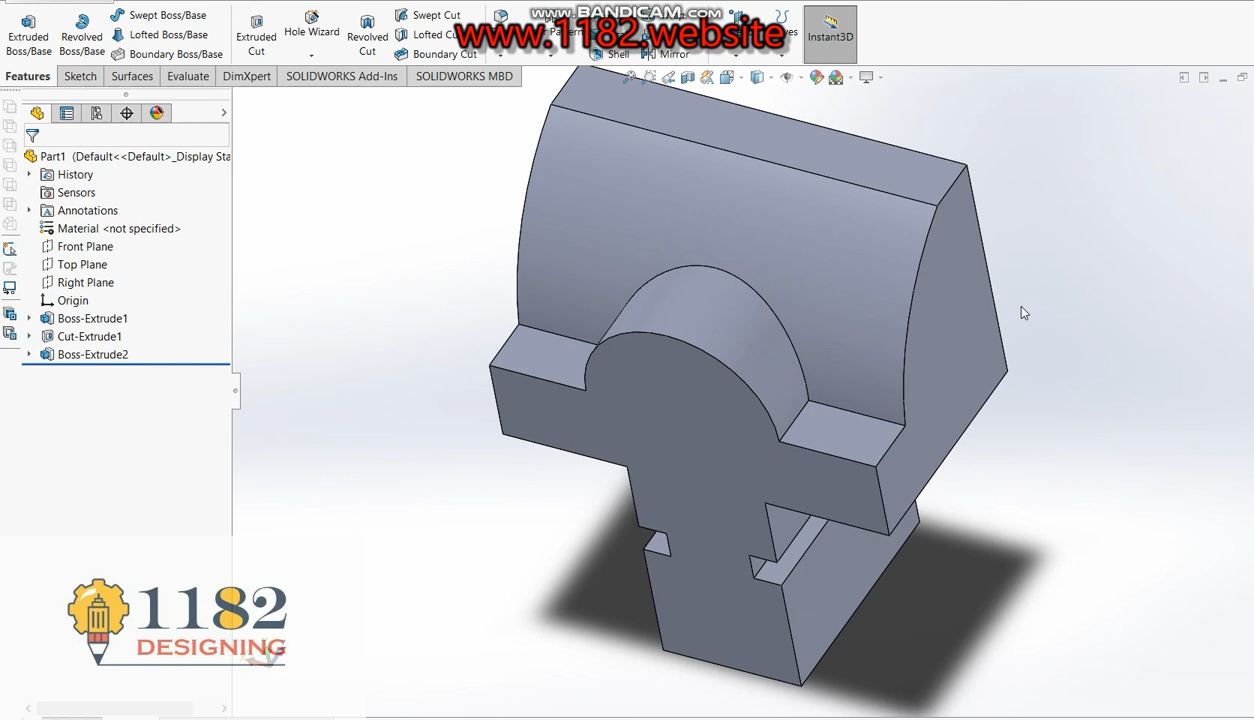 www.BANDICAM.com
www.1182.website
Extruded Boss/Base
Revolved Boss/Base
Swept Boss/Base
Lofted Boss/Base
Boundary Boss/Base
Extruded Cut
Hole Wizard
Revolved Cut
Swept Cut
Lofted Cut
Boundary Cut
Shell
Mirror
Instant3D
Features
Sketch
Surfaces
Evaluate
DimXpert
SOLIDWORKS Add-Ins
SOLIDWORKS MBD
Part1 (Default<<Default>_Display Sta
History
Sensors
Annotations
Material <not specified>
Front Plane
Top Plane
Right Plane
Origin
Boss-Extrude1
Cut-Extrude1
Boss-Extrude2
1182
DESIGNING